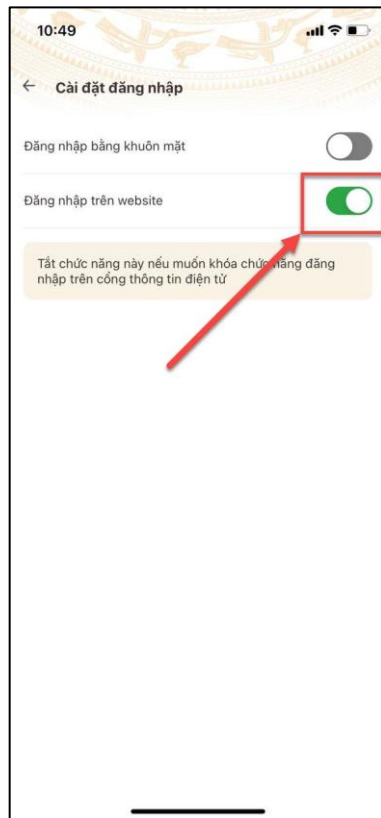 10:49
Cài đặt đăng nhập
Đăng nhập bằng khuôn mặt
Đăng nhập trên website
Tắt chức năng này nếu muốn khóa chức năng đăng
nhập trên cổng thông tin điện tử